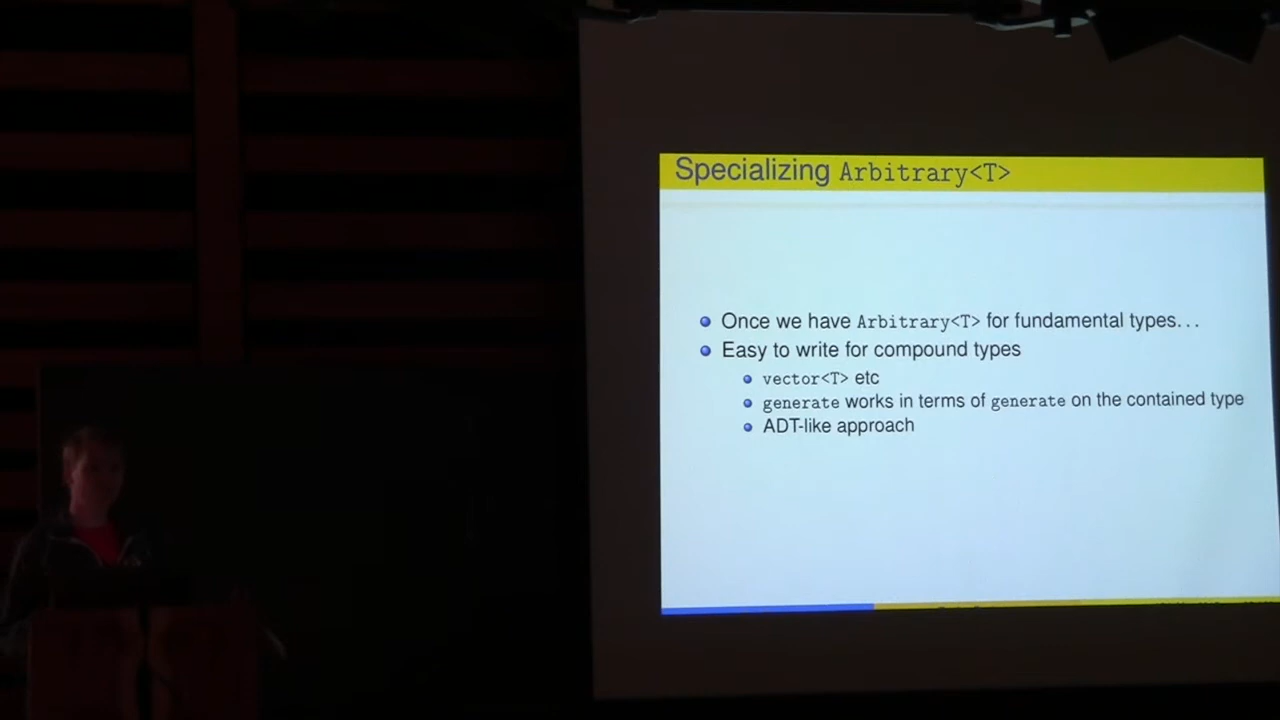 Specializing Arbitrary<T>
Once we have Arbitrary<T> for fundamental types...
Easy to write for compound types
vector<T> etc
generate works in terms of generate on the contained type
ADT-like approach